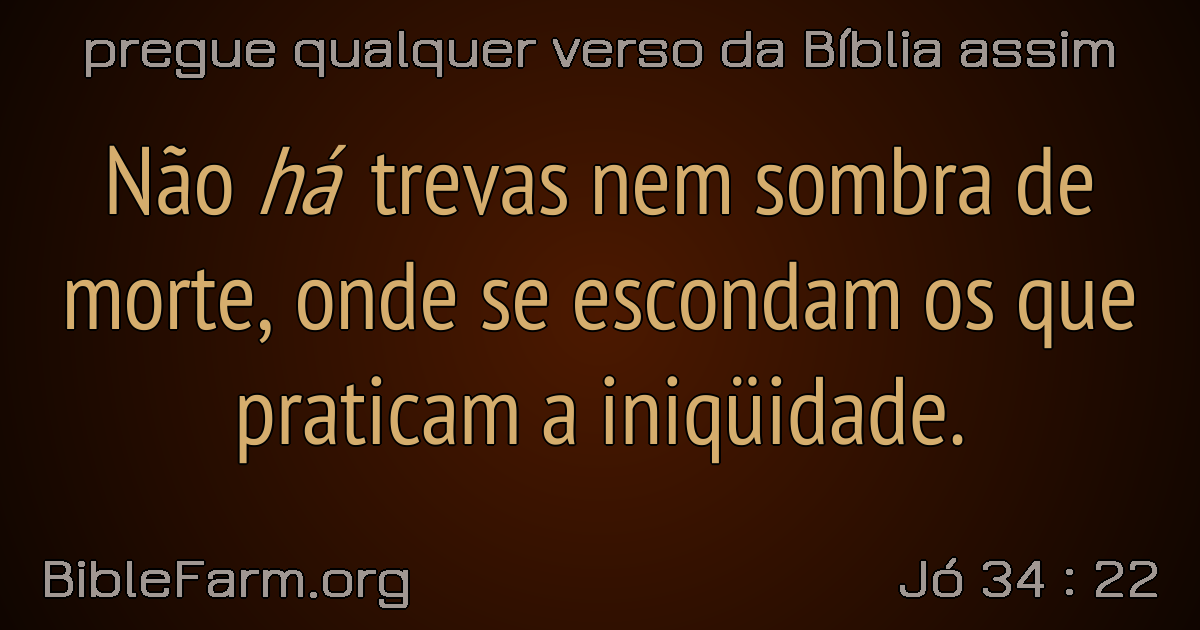 pregue qualquer verso da Bíblia assim
Não há trevas nem sombra de
morte, onde se escondam os que
praticam a iniqüidade.
BibleFarm.org
Jó 34 : 22